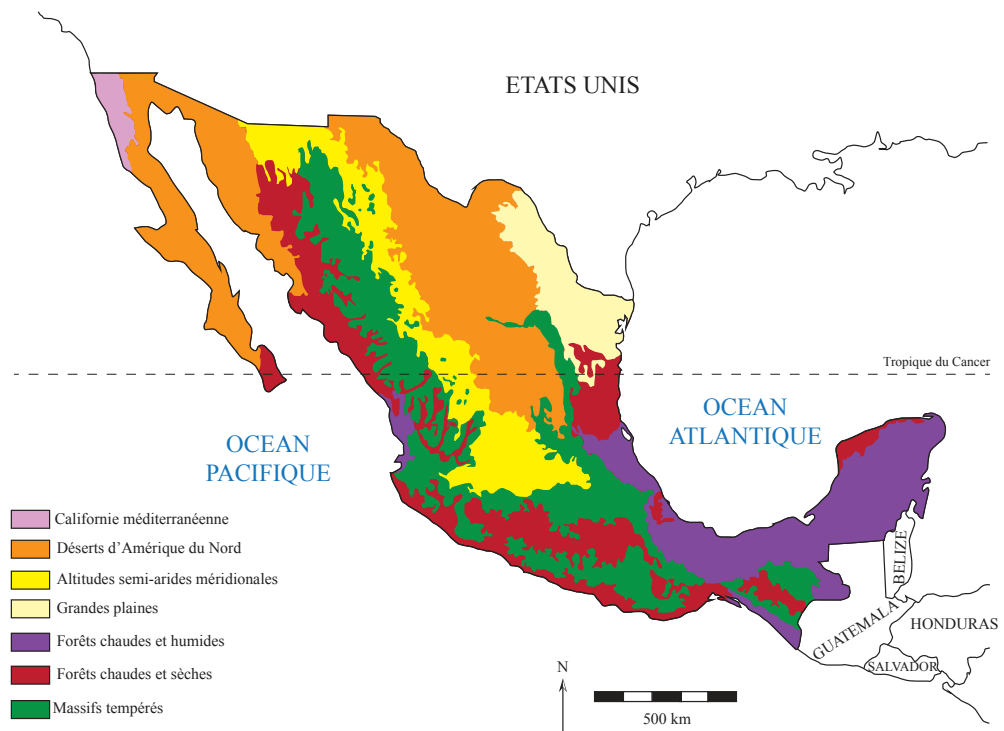 ETATS UNIS
Tropique du Cancer
OCEAN
ATLANTIQUE
OCEAN
PACIFIQUE
Californie méditerranéenne
Déserts d’Amérique du Nord
Altitudes semi-arides méridionales
Grandes plaines
Forêts chaudes et humides
Forêts chaudes et sèches
Massifs tempérés
BELIZE
GUATEMALA
HONDURAS
SALVADOR
N
500 km